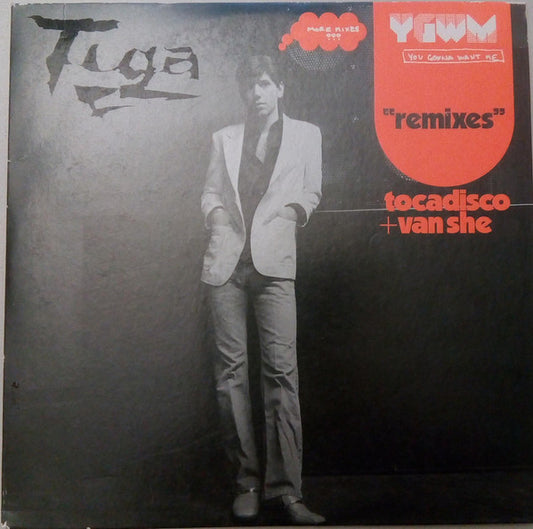 Tiga
MORE MIXES
YGWM
YOU GONNA WANT ME
"remixes"
tocadisco
+van she